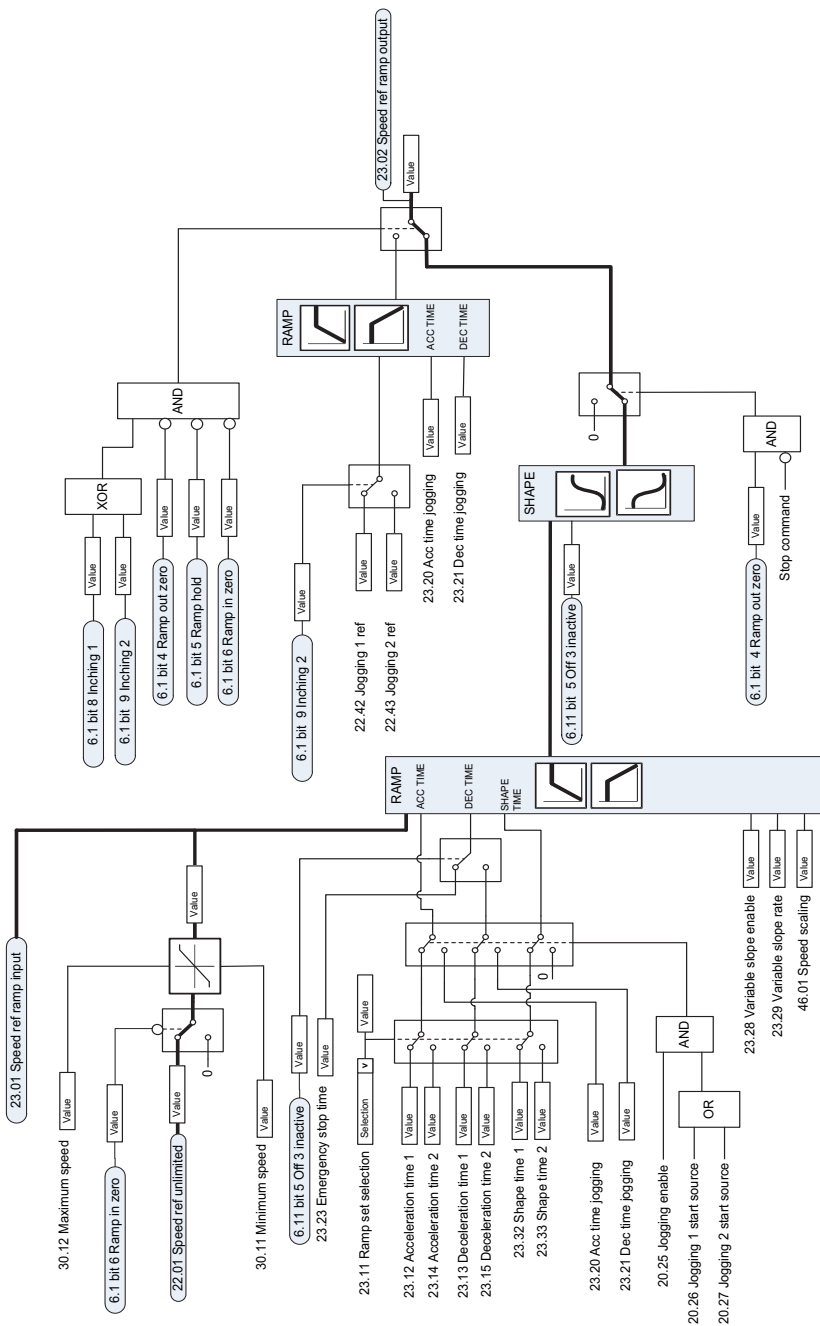 23.01 Speed ref ramp input
30.12 Maximum speed
Value
6.1 bit 6 Ramp in zero
Value
22.01 Speed ref unlimited
Value
0
Value
30.11 Minimum speed
Value
6.11 bit 5 Off 3 inactive
Value
23.23 Emergency stop time
Value
23.11 Ramp set selection
Selection
v
Value
23.12 Acceleration time 1
Value
23.14 Acceleration time 2
Value
23.13 Deceleration time 1
Value
23.15 Deceleration time 2
Value
23.32 Shape time 1
Value
23.33 Shape time 2
Value
0
23.20 Acc time jogging
Value
23.21 Dec time jogging
Value
20.25 Jogging enable
20.26 Jogging 1 start source
20.27 Jogging 2 start source
OR
AND
RAMP
ACC TIME
DEC TIME
SHAPE
TIME
23.28 Variable slope enable
Value
23.29 Variable slope rate
Value
46.01 Speed scaling
Value
6.1 bit 8 Inching 1
Value
6.1 bit 9 Inching 2
Value
XOR
6.1 bit 4 Ramp out zero
Value
6.1 bit 5 Ramp hold
Value
6.1 bit 6 Ramp in zero
Value
AND
6.1 bit 9 Inching 2
Value
22.42 Jogging 1 ref
Value
22.43 Jogging 2 ref
Value
23.20 Acc time jogging
Value
23.21 Dec time jogging
Value
RAMP
ACC TIME
DEC TIME
6.11 bit 5 Off 3 inactive
Value
SHAPE
0
6.1 bit 4 Ramp out zero
Value
Stop command
AND
23.02 Speed ref ramp output
Value